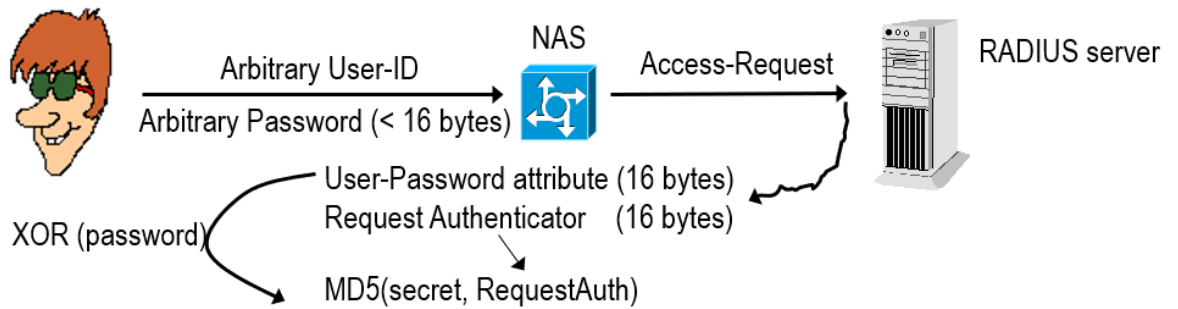 NAS
RADIUS server
Arbitrary User-ID
Access-Request
Arbitrary Password (< 16 bytes)
User-Password attribute (16 bytes)
Request Authenticator (16 bytes)
XOR (password)
MD5(secret, RequestAuth)